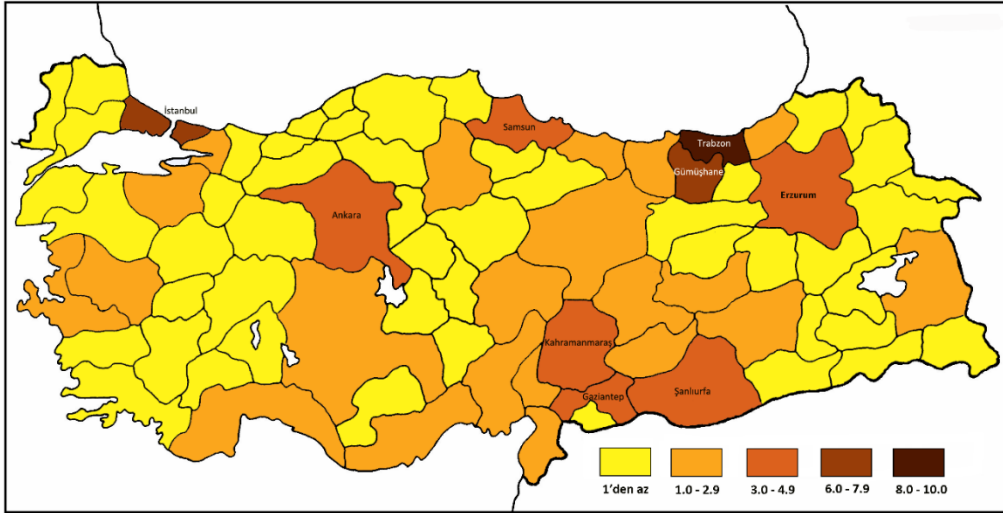 İstanbul
Samsun
Trabzon
Gümüşhane
Erzurum
Ankara
Kahramanmaraş
Gaziantep
Şanlıurfa
1'den az
1.0 - 2.9
3.0 - 4.9
6.0 - 7.9
8.0 - 10.0